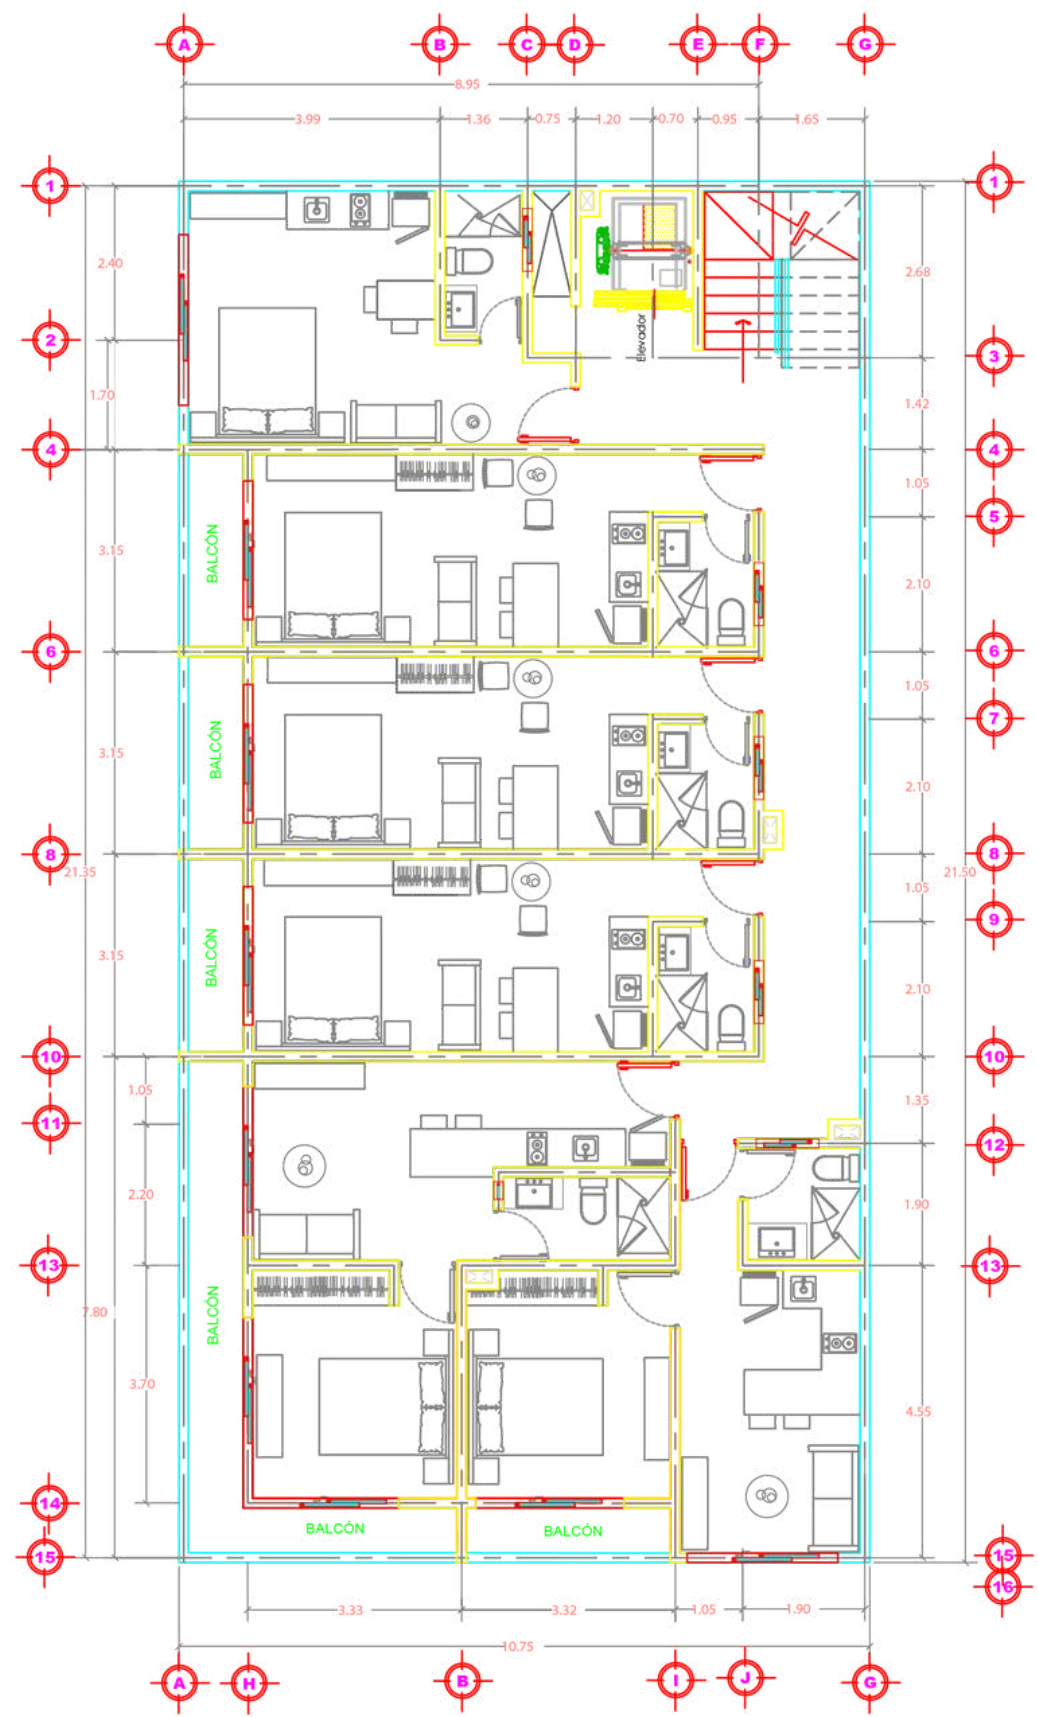 A B C D E F G
8.95
3.99 1.36 0.75 1.20 0.70 0.95 1.65
1 1
2.40 2.68
Elevador
2 3
1.70 1.42
4 4
1.05
5
BALCÓN
3.15 2.10
6 6
1.05
7
BALCÓN
3.15 2.10
8 8
21.35 21.50
1.05
9
BALCÓN
3.15 2.10
10 10
1.05 1.35
11 12
2.20 1.90
13 13
BALCÓN
7.80
3.70 4.55
14
BALCÓN BALCÓN
15 15
16
3.33 3.32 1.05 1.90
10.75
A H B I J G